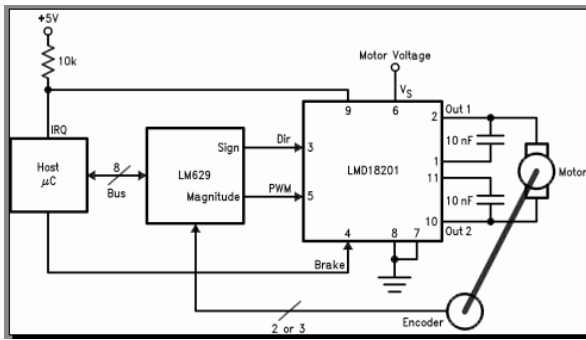 +5V
10k
Motor Voltage
VS
Out 1
9
6
2
IRQ
10 nF
Host
μC
8
Bus
LM629
Sign
Dir
3
LMD18201
1
11
Motor
Magnitude
PWM
5
10 nF
4
8
7
10
Out 2
Brake
2 or 3
Encoder